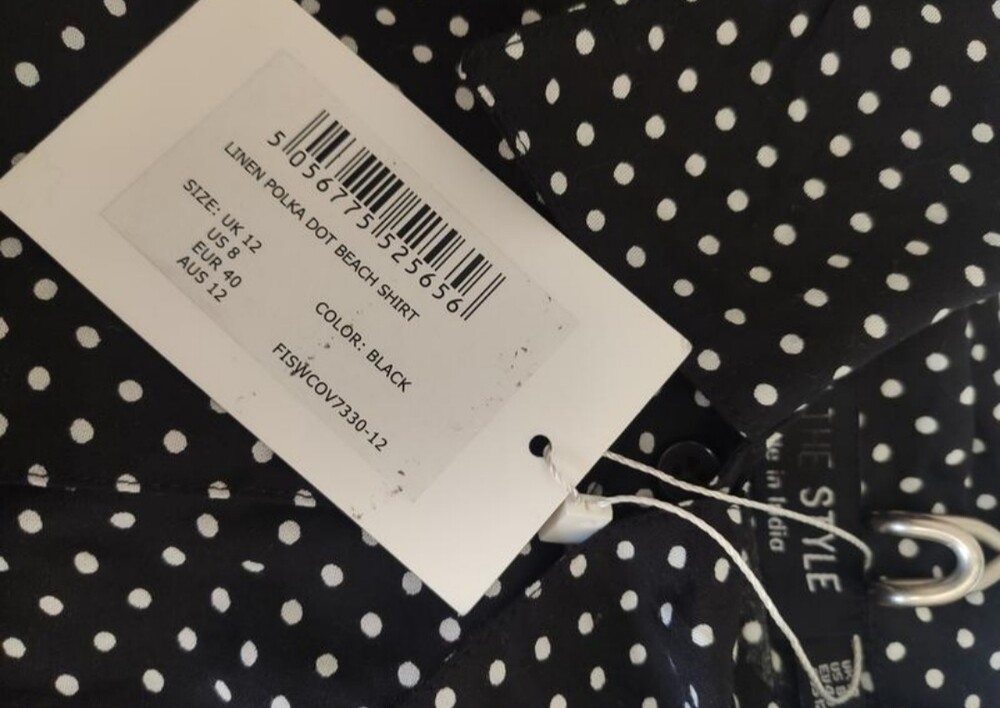 5 056775 525656
LINEN POLKA DOT BEACH SHIRT
SIZE: UK 12
US 8
EUR 40
AUS 12
COLOR: BLACK
FISWCOV7330-12
THE STYLE
in India